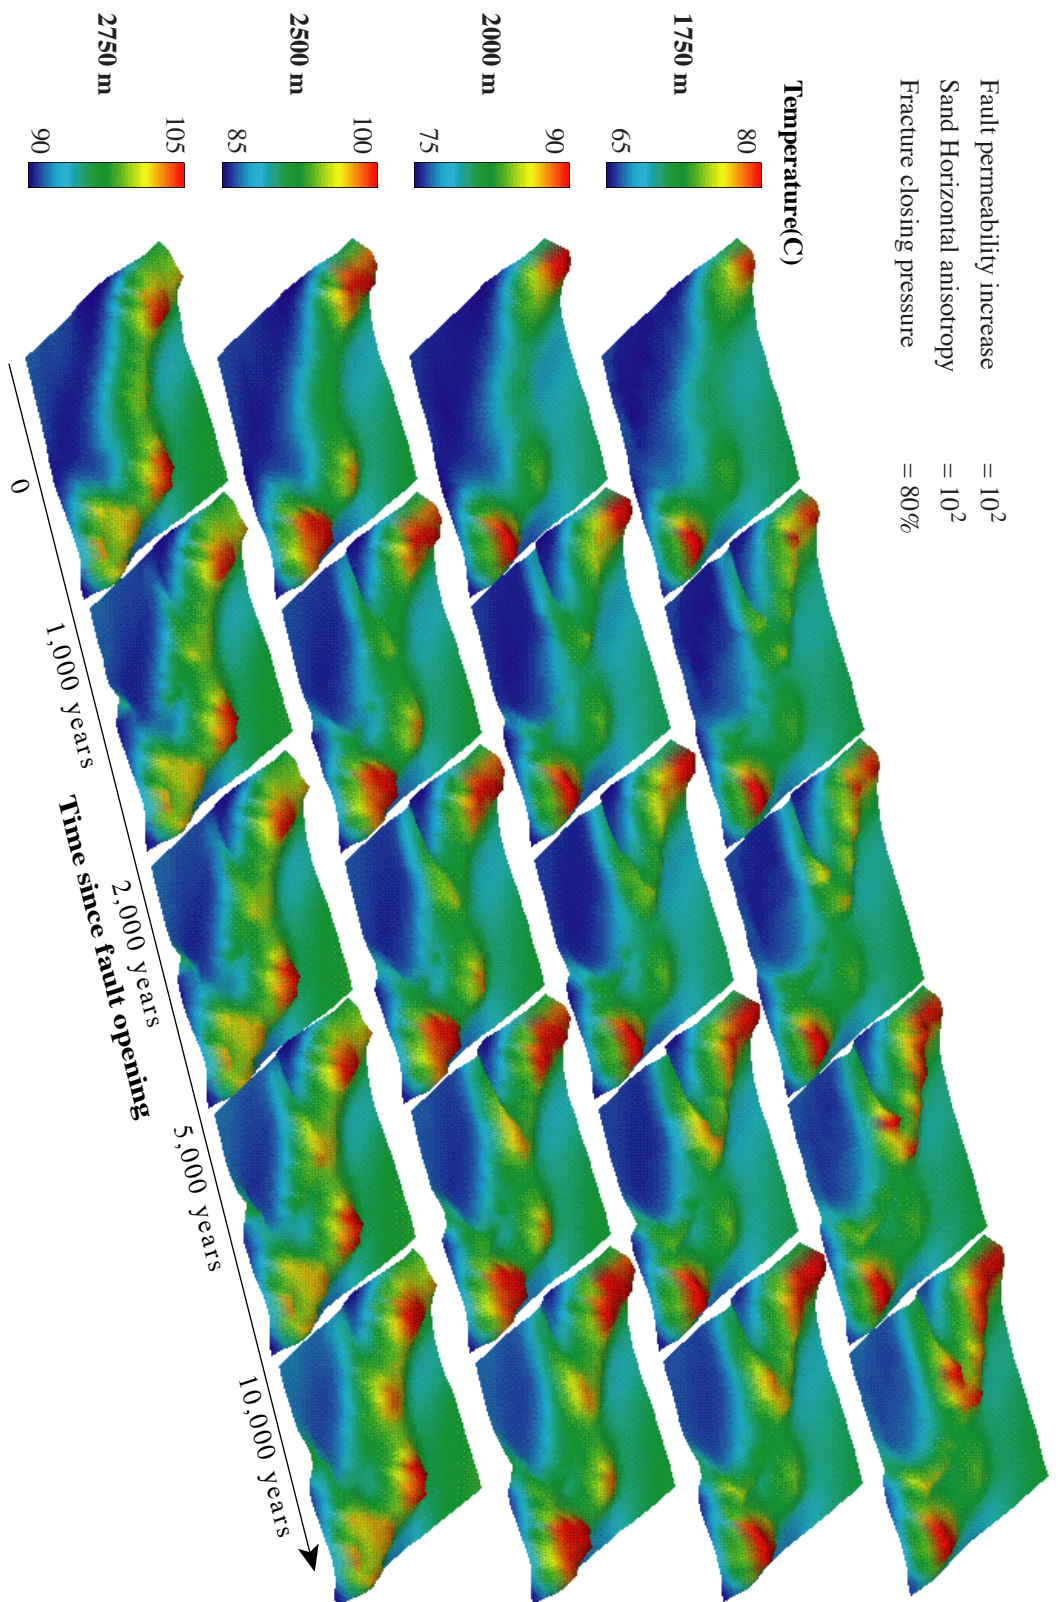 Fault permeability increase = 10²
Sand Horizontal anisotropy = 10²
Fracture closing pressure = 80%
Temperature(C)
1750 m
65 80
2000 m
75 90
2500 m
85 100
2750 m
90 105
0
1,000 years
2,000 years
5,000 years
10,000 years
Time since fault opening